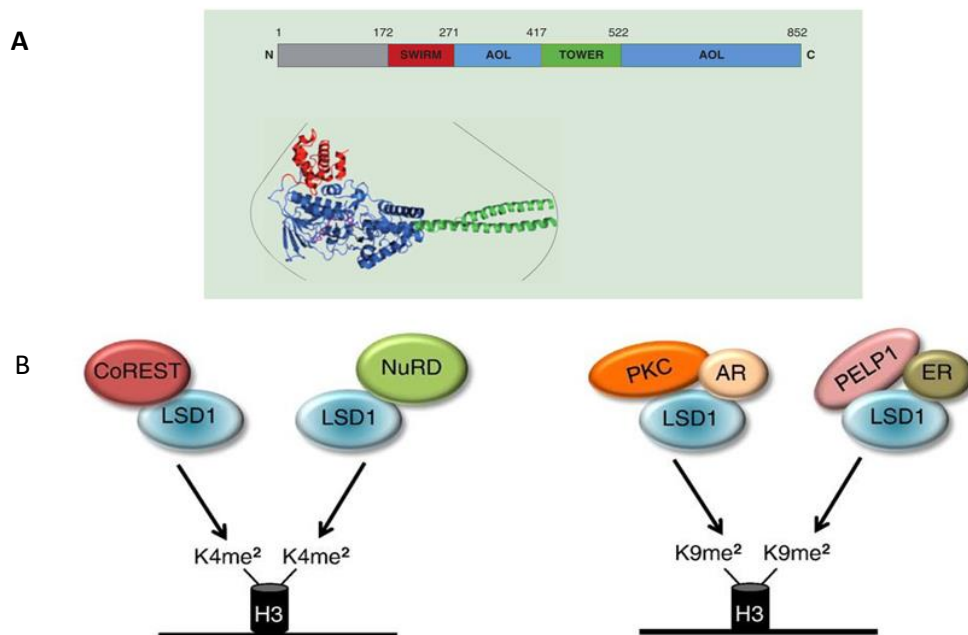 A
1 172 271 417 522 852
N SWIRM AOL TOWER AOL C
B
CoREST NuRD PKC AR PELP1 ER
LSD1 LSD1 LSD1 LSD1
K4me² K4me² K9me² K9me²
H3 H3